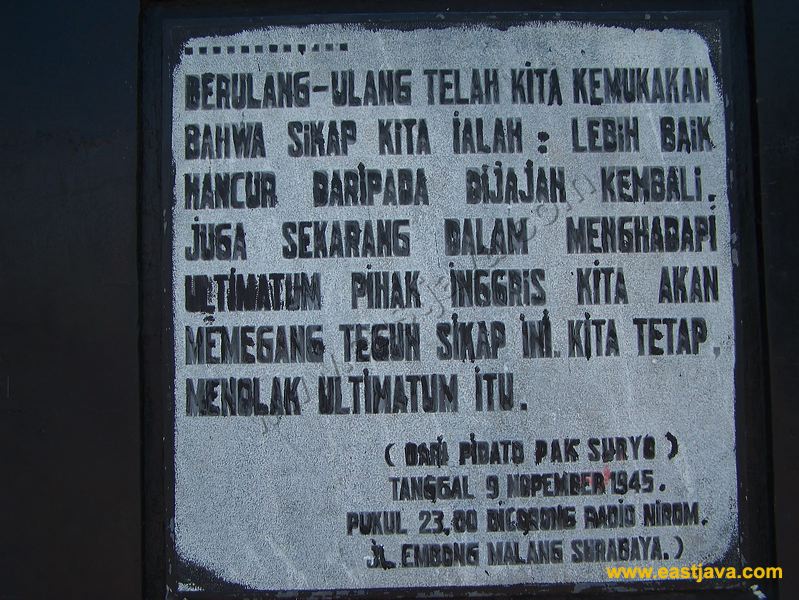 ................
BERULANG-ULANG TELAH KITA KEMUKAKAN
BAHWA SIKAP KITA IALAH : LEBIH BAIK
HANCUR DARIPADA DIJAJAH KEMBALI.
JUGA SEKARANG DALAM MENGHADAPI
ULTIMATUM PIHAK INGGRIS KITA AKAN
MEMEGANG TEGUH SIKAP INI. KITA TETAP
MENOLAK ULTIMATUM ITU.
( DARI PIDATO PAK SURYO )
TANGGAL 9 NOPEMBER 1945.
PUKUL 23.00 DICORONG RADIO NIROM.
JL. EMBONG MALANG SURABAYA.)
www.eastjava.com